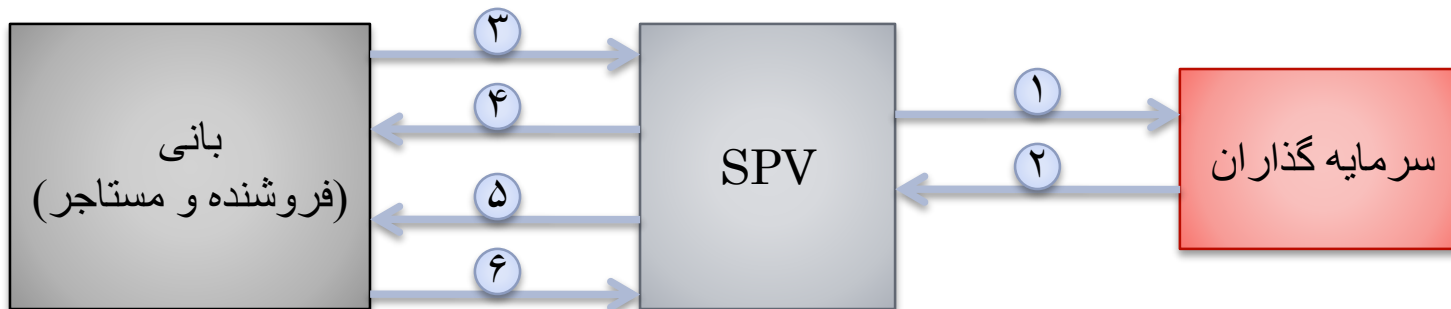 ۳
۴
۵
۶
۱
۲
بانی
(فروشنده و مستاجر)
SPV
سرمایه گذاران